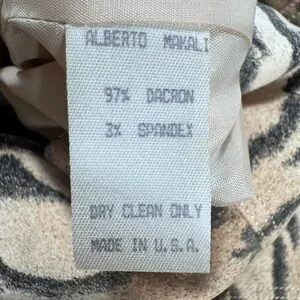 ALBERTO MAKALI
97% DACRON
3% SPANDEX
DRY CLEAN ONLY
MADE IN U.S.A.